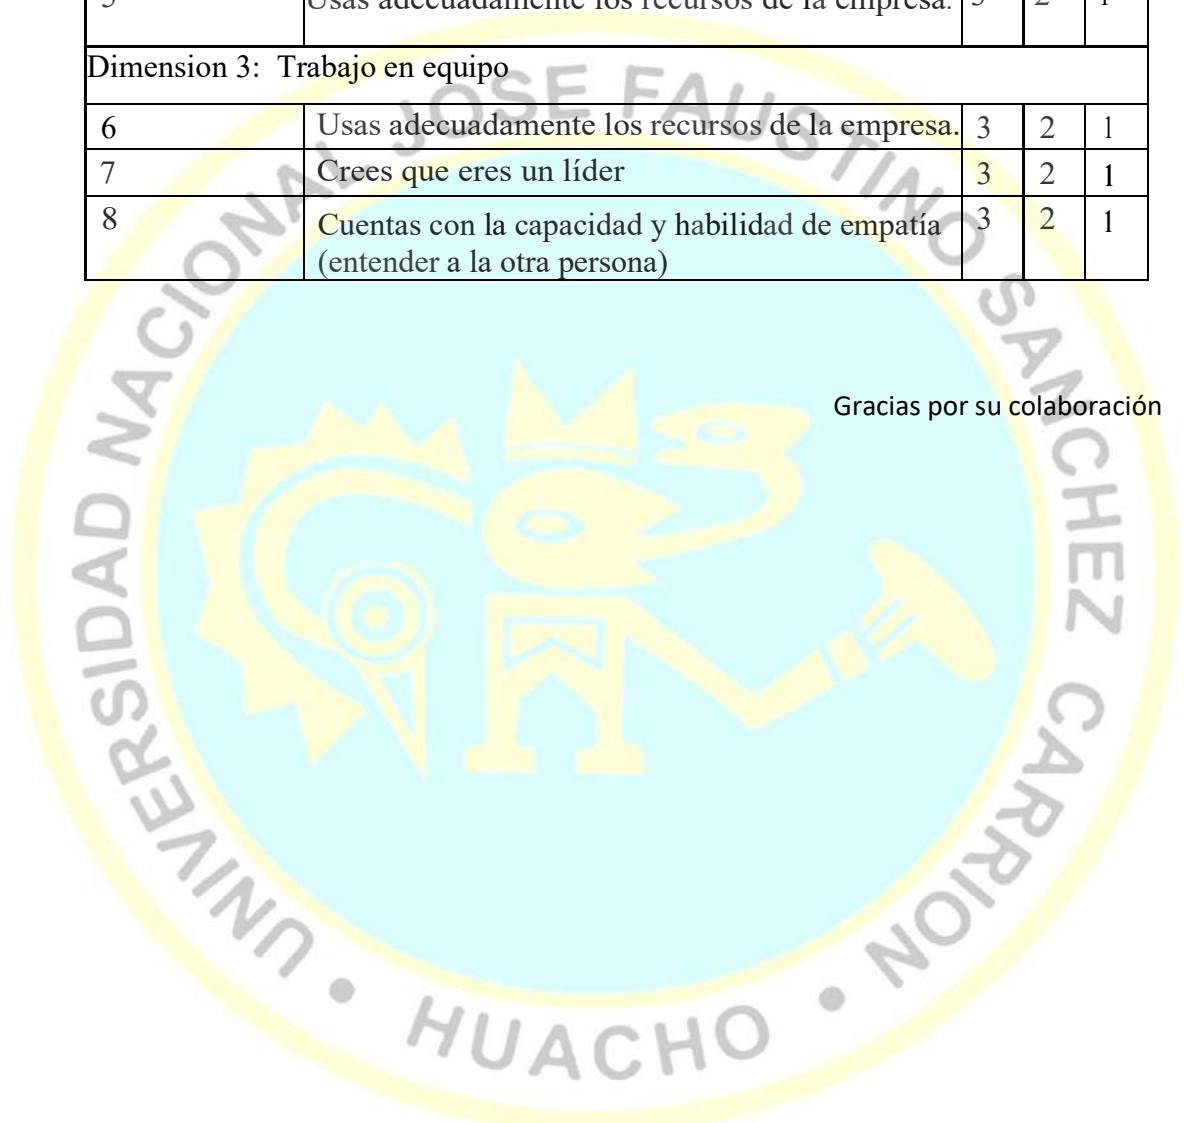 5 Usas adecuadamente los recursos de la empresa. 3 2 1
Dimension 3: Trabajo en equipo
6 Usas adecuadamente los recursos de la empresa. 3 2 1
7 Crees que eres un líder 3 2 1
8 Cuentas con la capacidad y habilidad de empatía 3 2 1
(entender a la otra persona)
Gracias por su colaboración
UNIVERSIDAD NACIONAL JOSE FAUSTINO SANCHEZ CARRION
• HUACHO •